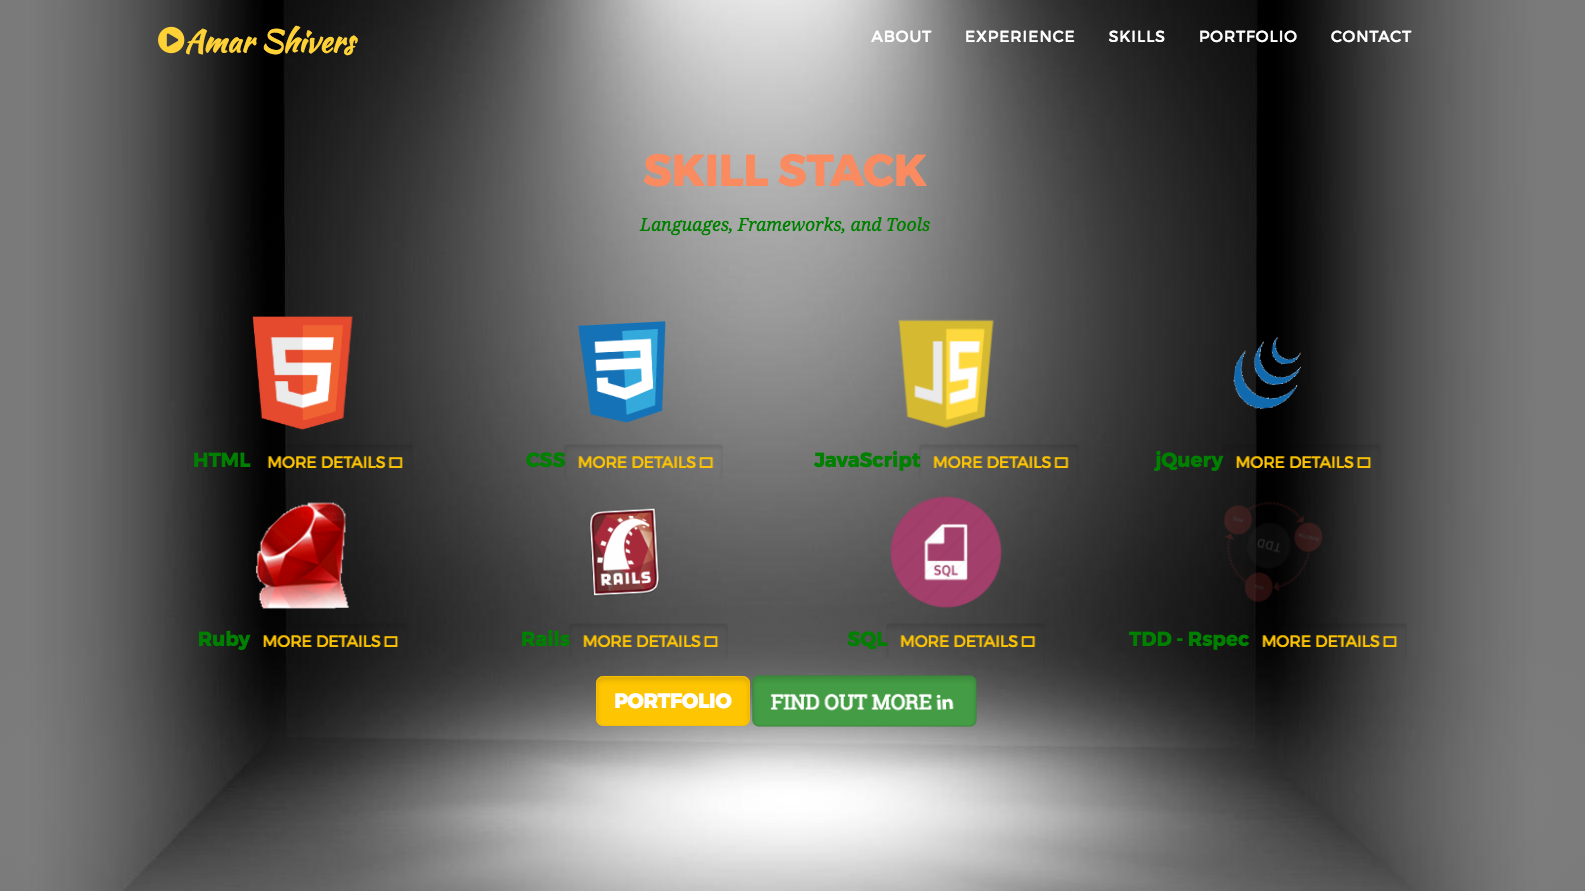 Amar Shivers
ABOUT EXPERIENCE SKILLS PORTFOLIO CONTACT
SKILL STACK
Languages, Frameworks, and Tools
5 3 JS
HTML MORE DETAILS CSS MORE DETAILS JavaScript MORE DETAILS jQuery MORE DETAILS
RAILS SQL TDD
Ruby MORE DETAILS Rails MORE DETAILS SQL MORE DETAILS TDD - Rspec MORE DETAILS
PORTFOLIO FIND OUT MORE in